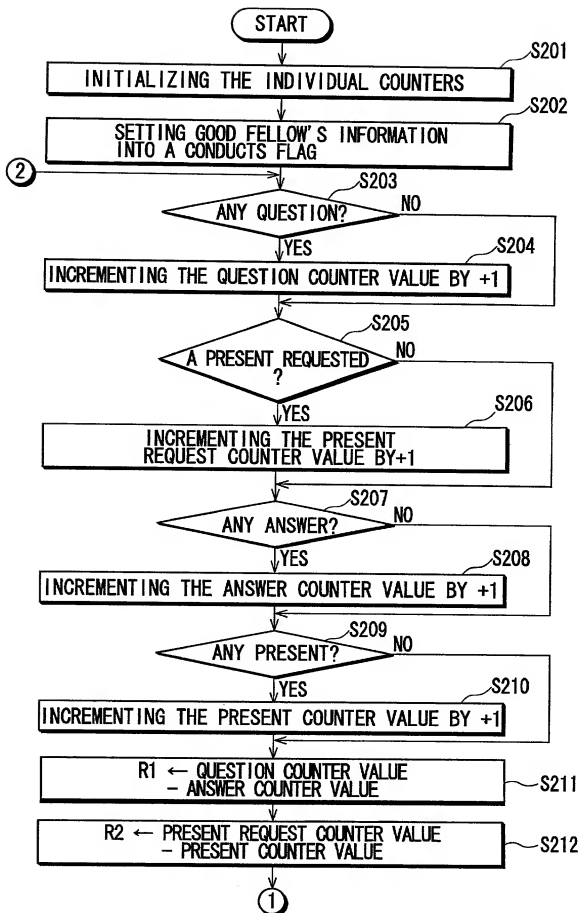 START
S201
INITIALIZING THE INDIVIDUAL COUNTERS
S202
SETTING GOOD FELLOW'S INFORMATION
INTO A CONDUCTS FLAG
2
S203
ANY QUESTION?
NO
YES
S204
INCREMENTING THE QUESTION COUNTER VALUE BY +1
S205
A PRESENT REQUESTED
?
NO
YES
S206
INCREMENTING THE PRESENT
REQUEST COUNTER VALUE BY+1
S207
ANY ANSWER?
NO
YES
S208
INCREMENTING THE ANSWER COUNTER VALUE BY +1
S209
ANY PRESENT?
NO
YES
S210
INCREMENTING THE PRESENT COUNTER VALUE BY +1
R1 ← QUESTION COUNTER VALUE
- ANSWER COUNTER VALUE
S211
R2 ← PRESENT REQUEST COUNTER VALUE
- PRESENT COUNTER VALUE
S212
1